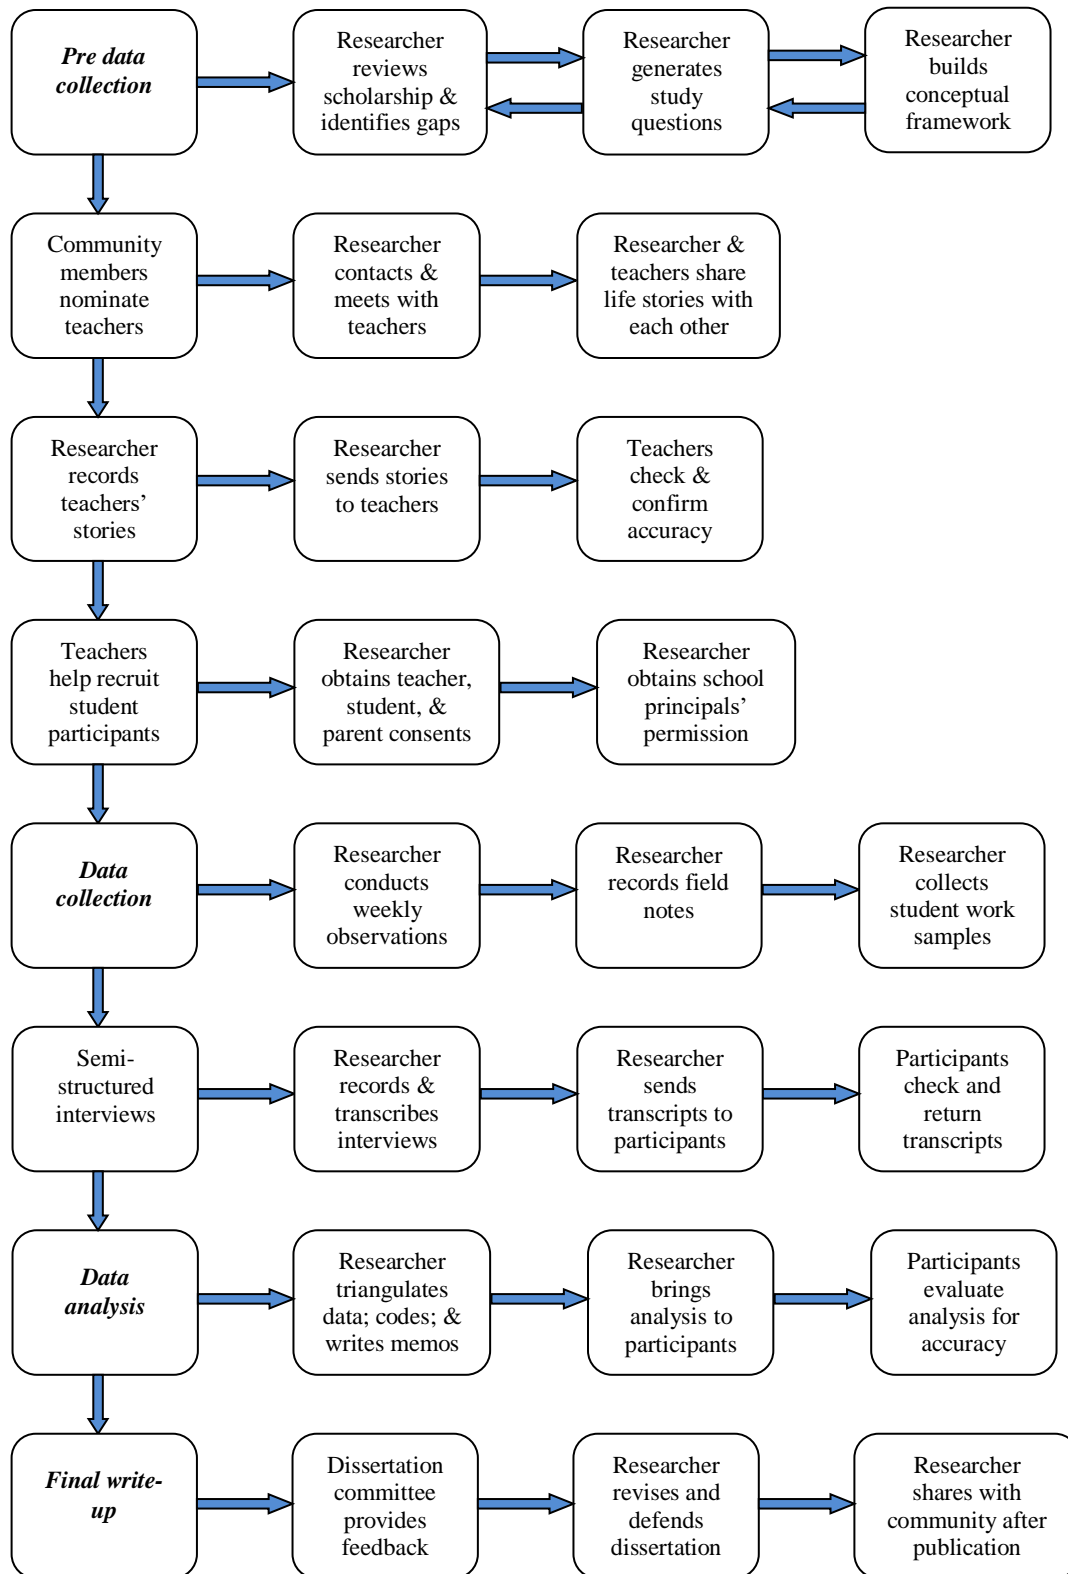 Pre data
collection
Researcher
reviews
scholarship &
identifies gaps
Researcher
generates
study
questions
Researcher
builds
conceptual
framework
Community
members
nominate
teachers
Researcher
contacts &
meets with
teachers
Researcher &
teachers share
life stories with
each other
Researcher
records
teachers’
stories
Researcher
sends stories
to teachers
Teachers
check &
confirm
accuracy
Teachers
help recruit
student
participants
Researcher
obtains teacher,
student, &
parent consents
Researcher
obtains school
principals’
permission
Data
collection
Researcher
conducts
weekly
observations
Researcher
records field
notes
Researcher
collects
student work
samples
Semi-
structured
interviews
Researcher
records &
transcribes
interviews
Researcher
sends
transcripts to
participants
Participants
check and
return
transcripts
Data
analysis
Researcher
triangulates
data; codes; &
writes memos
Researcher
brings
analysis to
participants
Participants
evaluate
analysis for
accuracy
Final write-
up
Dissertation
committee
provides
feedback
Researcher
revises and
defends
dissertation
Researcher
shares with
community after
publication